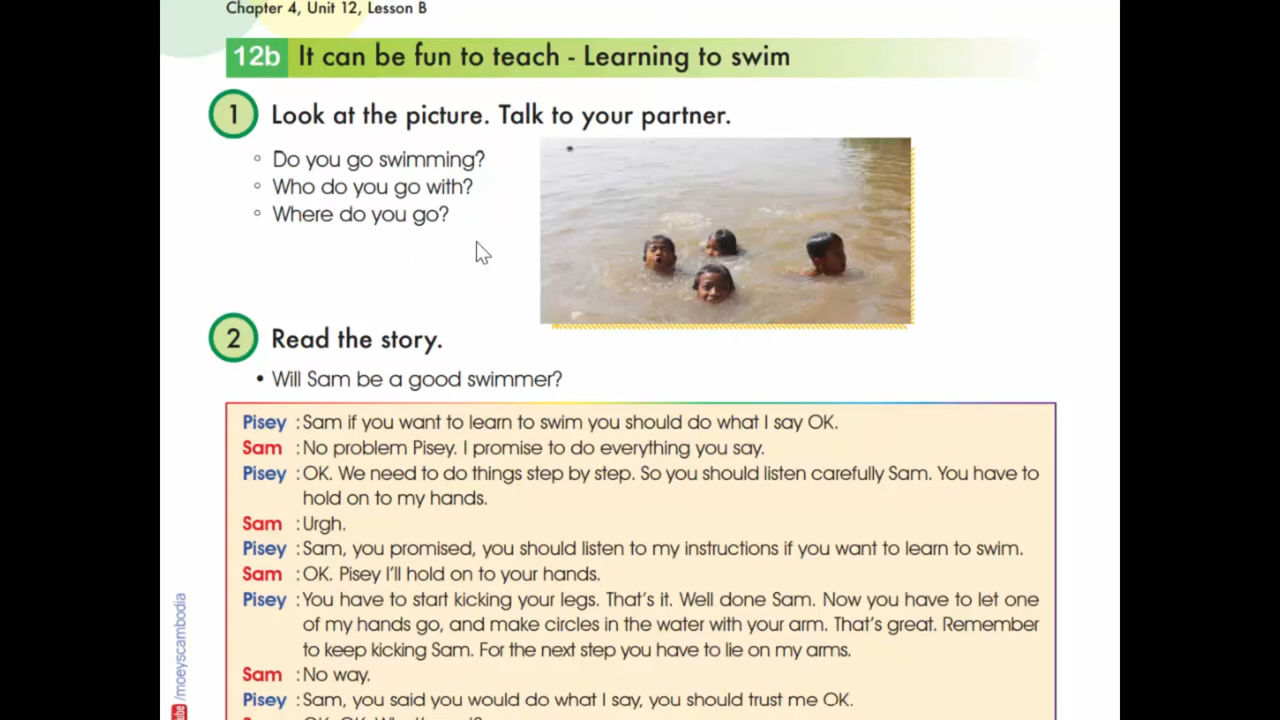 Chapter 4, Unit 12, Lesson B
12b It can be fun to teach - Learning to swim
1 Look at the picture. Talk to your partner.
◦ Do you go swimming?
◦ Who do you go with?
◦ Where do you go?
2 Read the story.
• Will Sam be a good swimmer?
Pisey : Sam if you want to learn to swim you should do what I say OK.
Sam : No problem Pisey. I promise to do everything you say.
Pisey : OK. We need to do things step by step. So you should listen carefully Sam. You have to
hold on to my hands.
Sam : Urgh.
Pisey : Sam, you promised, you should listen to my instructions if you want to learn to swim.
Sam : OK. Pisey I'll hold on to your hands.
Pisey : You have to start kicking your legs. That's it. Well done Sam. Now you have to let one
of my hands go, and make circles in the water with your arm. That's great. Remember
to keep kicking Sam. For the next step you have to lie on my arms.
Sam : No way.
Pisey : Sam, you said you would do what I say, you should trust me OK.
/moeyscambodia